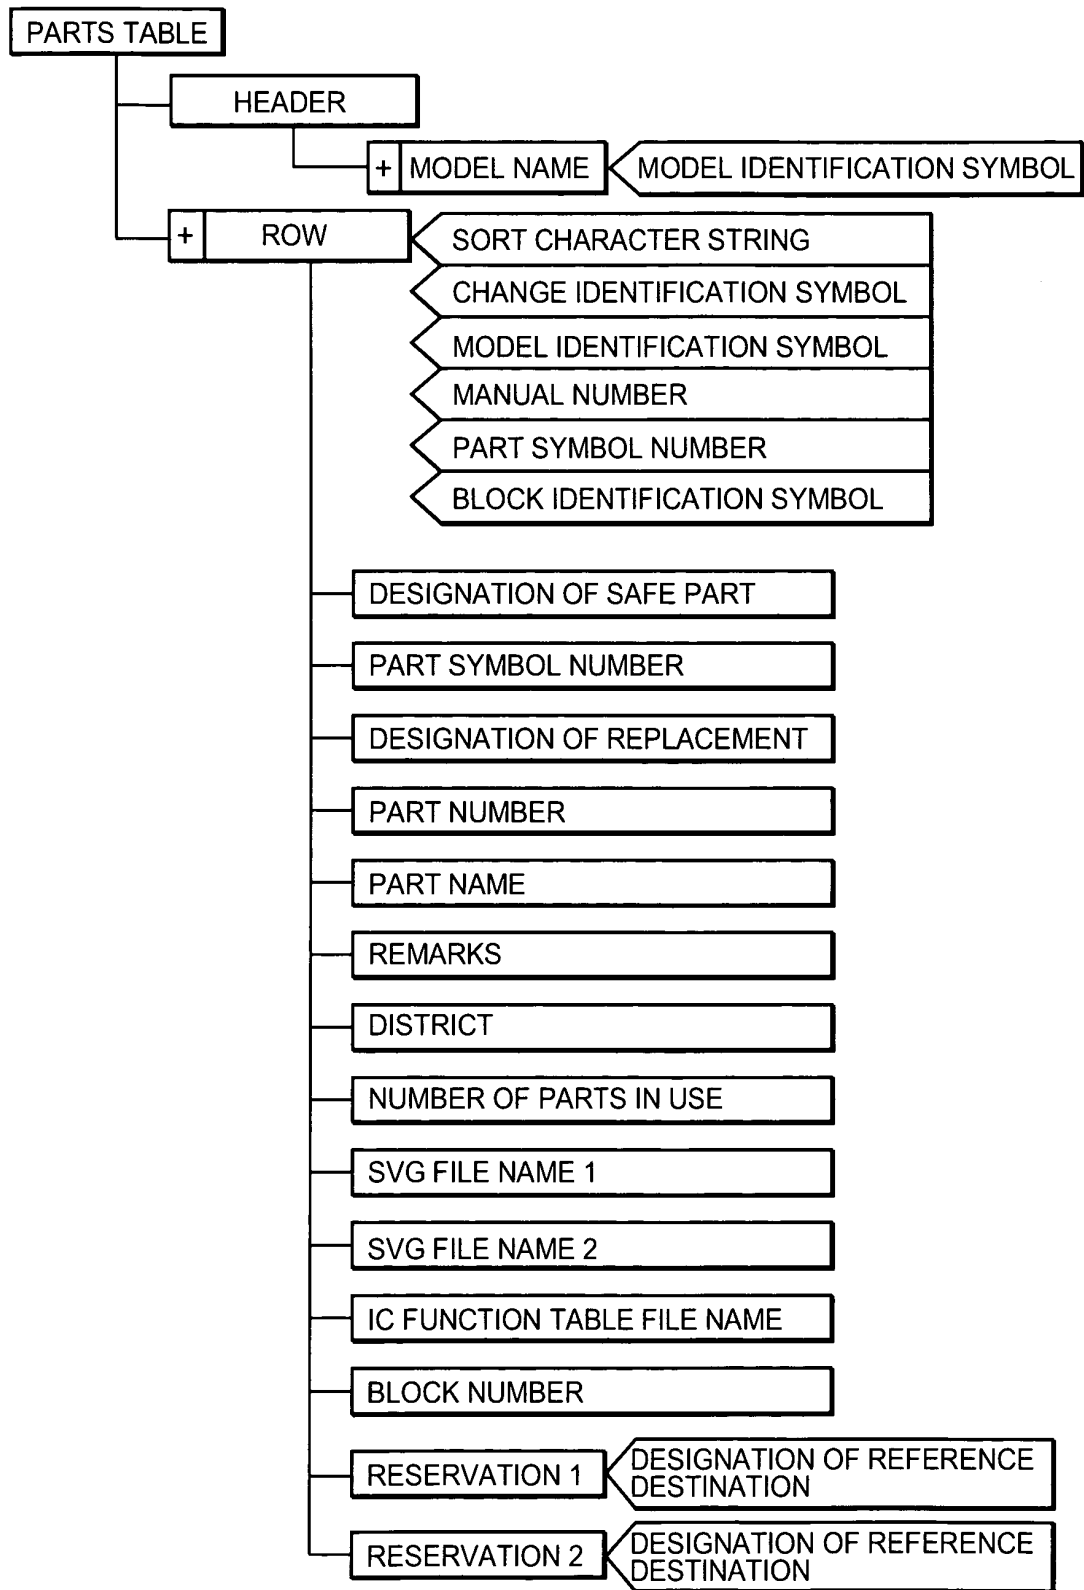 PARTS TABLE
HEADER
+ MODEL NAME MODEL IDENTIFICATION SYMBOL
+ ROW SORT CHARACTER STRING
CHANGE IDENTIFICATION SYMBOL
MODEL IDENTIFICATION SYMBOL
MANUAL NUMBER
PART SYMBOL NUMBER
BLOCK IDENTIFICATION SYMBOL
DESIGNATION OF SAFE PART
PART SYMBOL NUMBER
DESIGNATION OF REPLACEMENT
PART NUMBER
PART NAME
REMARKS
DISTRICT
NUMBER OF PARTS IN USE
SVG FILE NAME 1
SVG FILE NAME 2
IC FUNCTION TABLE FILE NAME
BLOCK NUMBER
RESERVATION 1
DESIGNATION OF REFERENCE
DESTINATION
RESERVATION 2
DESIGNATION OF REFERENCE
DESTINATION